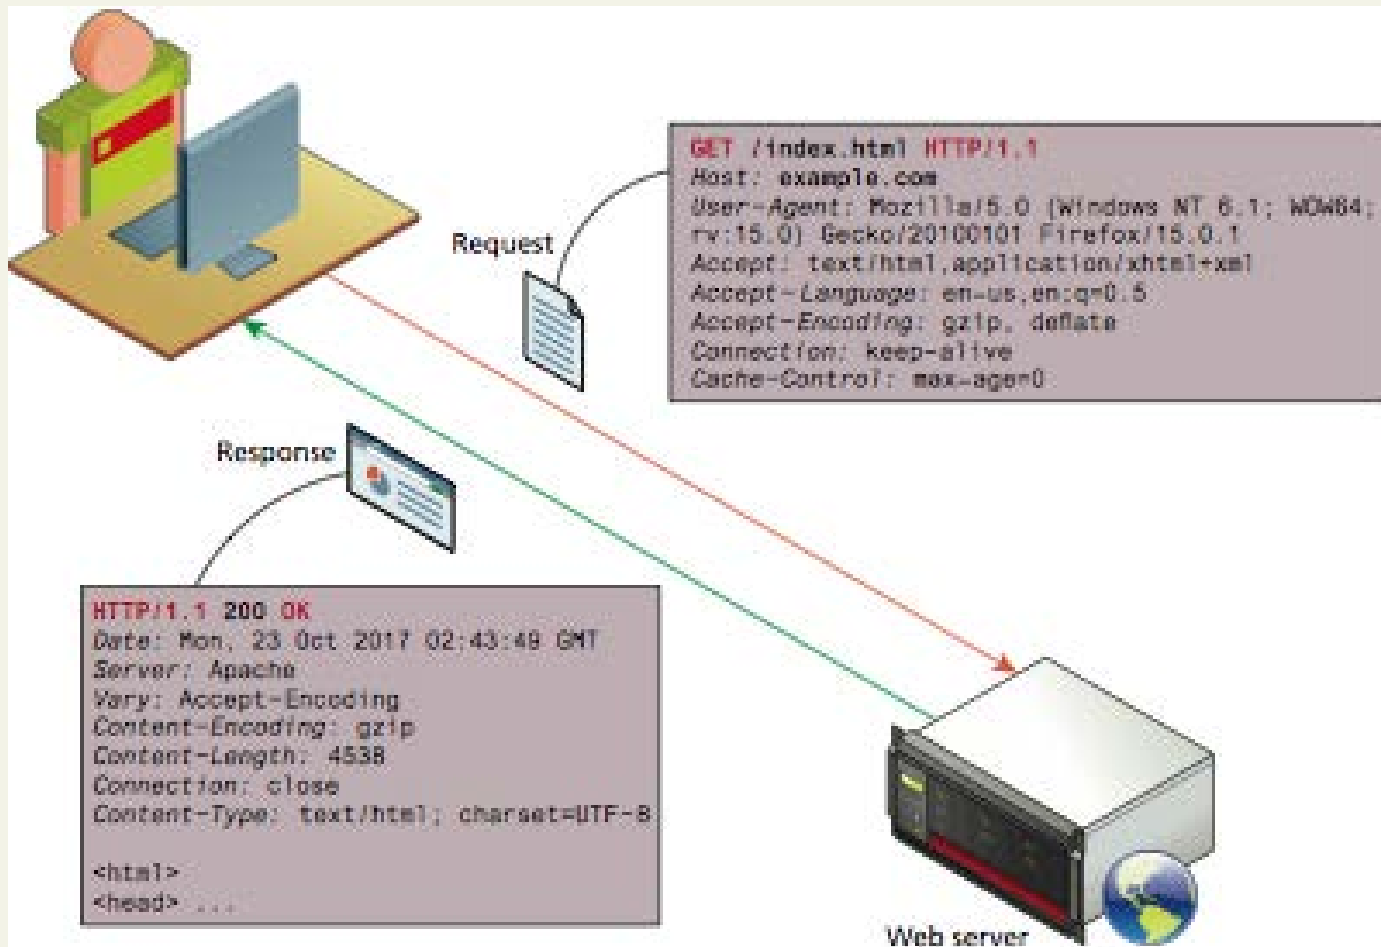 GET /index.html HTTP/1.1
Host: example.com
User-Agent: Mozilla/5.0 (Windows NT 6.1; WOW64;
rv:15.0) Gecko/20100101 Firefox/15.0.1
Accept: text/html,application/xhtml+xml
Accept-Language: en-us,en;q=0.5
Accept-Encoding: gzip, deflate
Connection: keep-alive
Cache-Control: max-age=0
Request
Response
HTTP/1.1 200 OK
Date: Mon, 23 Oct 2017 02:43:49 GMT
Server: Apache
Vary: Accept-Encoding
Content-Encoding: gzip
Content-Length: 4538
Connection: close
Content-Type: text/html; charset=UTF-8
<html>
<head> ...
Web server